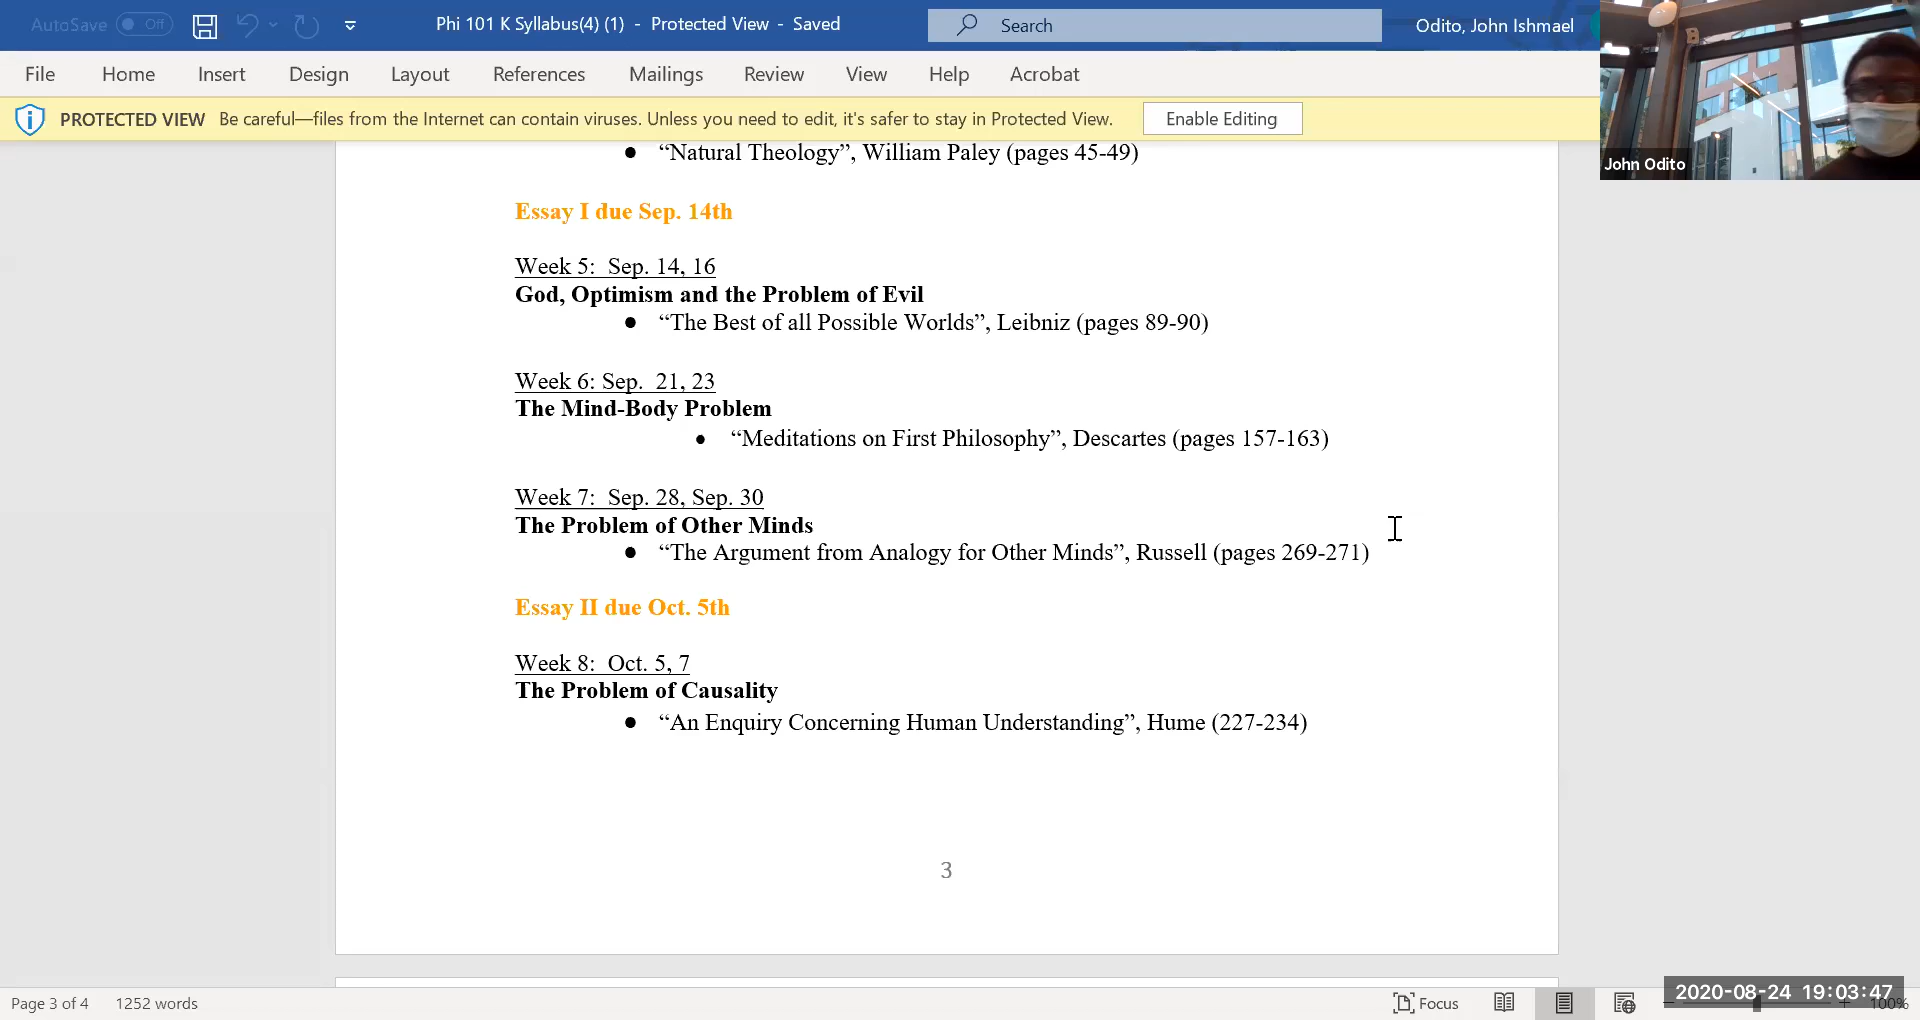 AutoSave Off Phi 101 K Syllabus(4) (1) - Protected View - Saved Search Odito, John Ishmael
File Home Insert Design Layout References Mailings Review View Help Acrobat
PROTECTED VIEW Be careful—files from the Internet can contain viruses. Unless you need to edit, it's safer to stay in Protected View. Enable Editing
John Odito
● “Natural Theology”, William Paley (pages 45-49)
Essay I due Sep. 14th
Week 5: Sep. 14, 16
God, Optimism and the Problem of Evil
● “The Best of all Possible Worlds”, Leibniz (pages 89-90)
Week 6: Sep. 21, 23
The Mind-Body Problem
● “Meditations on First Philosophy”, Descartes (pages 157-163)
Week 7: Sep. 28, Sep. 30
The Problem of Other Minds
● “The Argument from Analogy for Other Minds”, Russell (pages 269-271)
Essay II due Oct. 5th
Week 8: Oct. 5, 7
The Problem of Causality
● “An Enquiry Concerning Human Understanding”, Hume (227-234)
3
Page 3 of 4 1252 words Focus 100%
2020-08-24 19:03:47